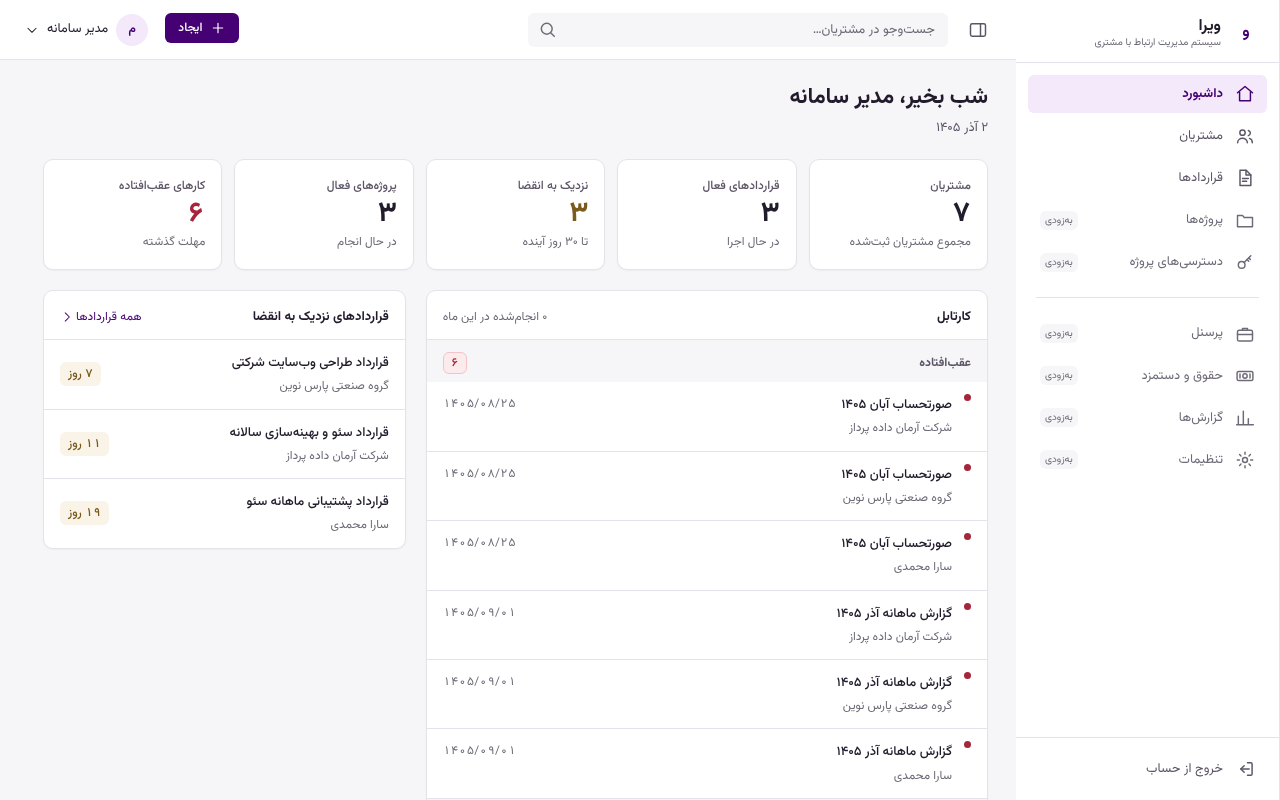 و
ویرا
سیستم مدیریت ارتباط با مشتری
جست‌وجو در مشتریان...
ایجاد
م
مدیر سامانه
داشبورد
مشتریان
قراردادها
پروژه‌ها
به‌زودی
دسترسی‌های پروژه
به‌زودی
پرسنل
به‌زودی
حقوق و دستمزد
به‌زودی
گزارش‌ها
به‌زودی
تنظیمات
به‌زودی
خروج از حساب
شب بخیر، مدیر سامانه
۲ آذر ۱۴۰۵
مشتریان
۷
مجموع مشتریان ثبت‌شده
قراردادهای فعال
۳
در حال اجرا
نزدیک به انقضا
۳
تا ۳۰ روز آینده
پروژه‌های فعال
۳
در حال انجام
کارهای عقب‌افتاده
۶
مهلت گذشته
کارتابل
۰ انجام‌شده در این ماه
عقب‌افتاده
۶
صورتحساب آبان ۱۴۰۵
۱۴۰۵/۰۸/۲۵
شرکت آرمان داده پرداز
صورتحساب آبان ۱۴۰۵
۱۴۰۵/۰۸/۲۵
گروه صنعتی پارس نوین
صورتحساب آبان ۱۴۰۵
۱۴۰۵/۰۸/۲۵
سارا محمدی
گزارش ماهانه آذر ۱۴۰۵
۱۴۰۵/۰۹/۰۱
شرکت آرمان داده پرداز
گزارش ماهانه آذر ۱۴۰۵
۱۴۰۵/۰۹/۰۱
گروه صنعتی پارس نوین
گزارش ماهانه آذر ۱۴۰۵
۱۴۰۵/۰۹/۰۱
سارا محمدی
قراردادهای نزدیک به انقضا
همه قراردادها
قرارداد طراحی وب‌سایت شرکتی
گروه صنعتی پارس نوین
۷ روز
قرارداد سئو و بهینه‌سازی سالانه
شرکت آرمان داده پرداز
۱۱ روز
قرارداد پشتیبانی ماهانه سئو
سارا محمدی
۱۹ روز